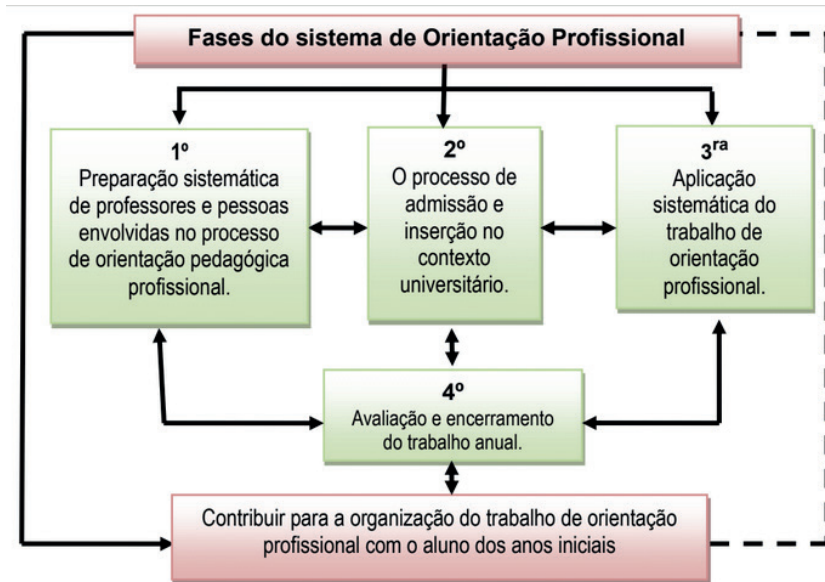 Fases do sistema de Orientação Profissional
1º
Preparação sistemática
de professores e pessoas
envolvidas no processo
de orientação pedagógica
profissional.
2º
O processo de
admissão e
inserção no
contexto
universitário.
3ra
Aplicação
sistemática do
trabalho de
orientação
profissional.
4º
Avaliação e encerramento
do trabalho anual.
Contribuir para a organização do trabalho de orientação
profissional com o aluno dos anos iniciais